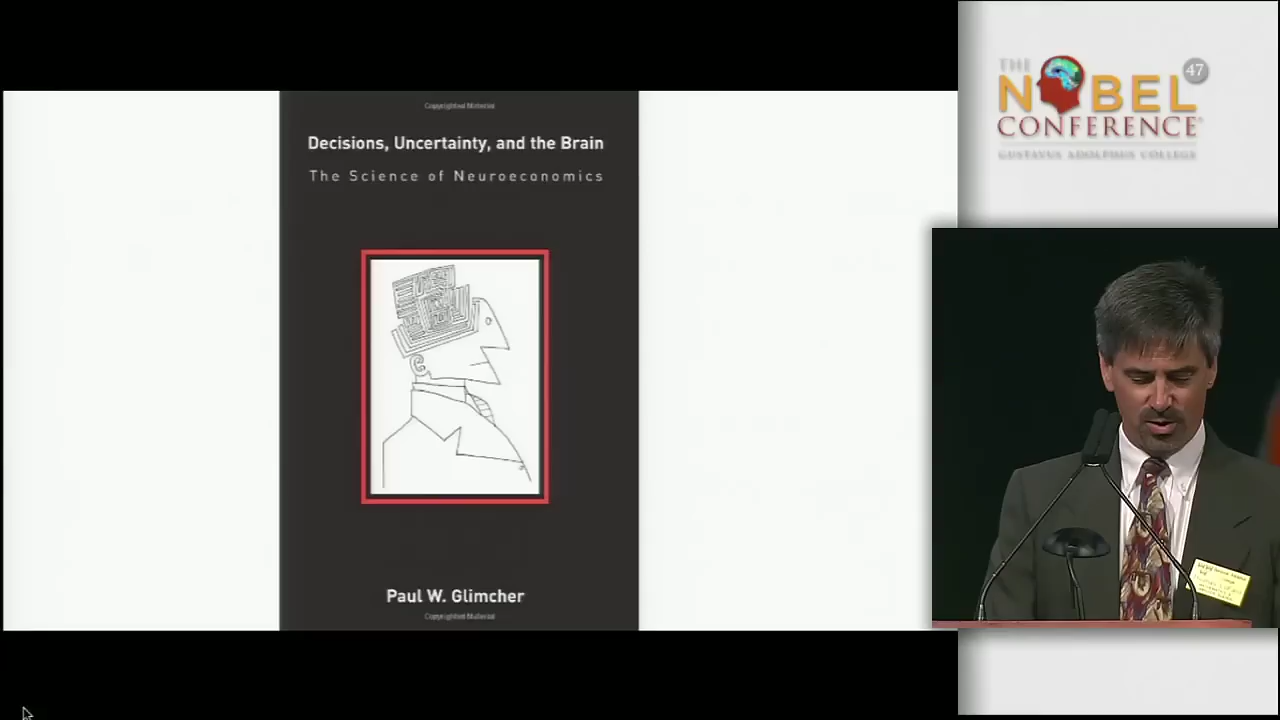 Copyrighted Material
Decisions, Uncertainty, and the Brain
The Science of Neuroeconomics
Paul W. Glimcher
Copyrighted Material
THE
NOBEL
47
CONFERENCE
GUSTAVUS ADOLPHUS COLLEGE